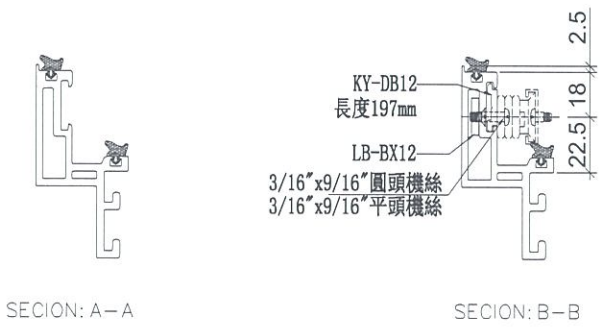 2.5
KY-DB12
長度197mm
18
LB-BX12
22.5
3/16"x9/16"圓頭機絲
3/16"x9/16"平頭機絲
SECION: A-A
SECION: B-B